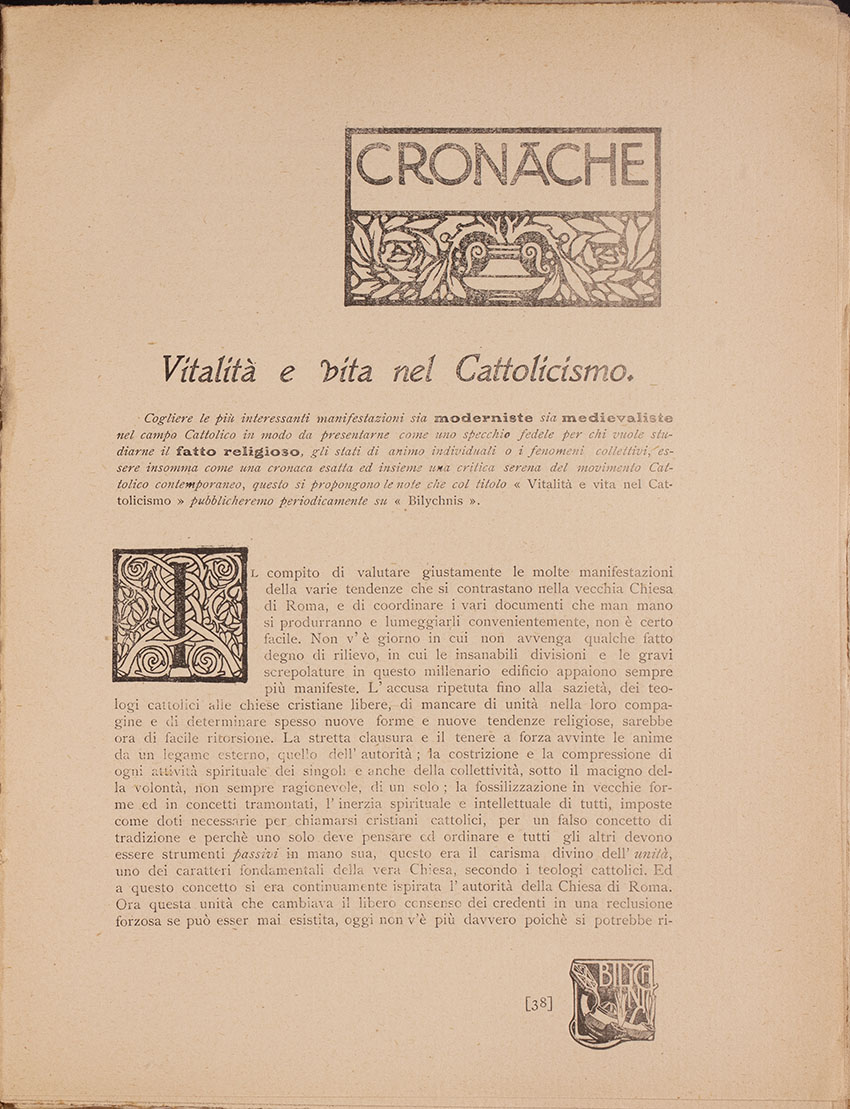 CRONACHE
Vitalità e vita nel Cattolicismo.
Cogliere le più interessanti manifestazioni sia moderniste sia medievaliste
nel campo Cattolico in modo da presentarne come uno specchio fedele per chi vuole stu-
diarne il fatto religioso, gli stati di animo individuali o i fenomeni collettivi, es-
sere insomma come una cronaca esatta ed insieme una critica serena del movimento Cat-
tolico contemporaneo, questo si propongono le note che col titolo « Vitalità e vita nel Cat-
tolicismo » pubblicheremo periodicamente su « Bilychnis ».
IL compito di valutare giustamente le molte manifestazioni
della varie tendenze che si contrastano nella vecchia Chiesa
di Roma, e di coordinare i vari documenti che man mano
si produrranno e lumeggiarli convenientemente, non è certo
facile. Non v' è giorno in cui non avvenga qualche fatto
degno di rilievo, in cui le insanabili divisioni e le gravi
screpolature in questo millenario edificio appaiono sempre
più manifeste. L' accusa ripetuta fino alla sazietà, dei teo-
logi cattolici alle chiese cristiane libere, di mancare di unità nella loro compa-
gine e di determinare spesso nuove forme e nuove tendenze religiose, sarebbe
ora di facile ritorsione. La stretta clausura e il tenere a forza avvinte le anime
da un legame esterno, quello dell' autorità ; la costrizione e la compressione di
ogni attività spirituale dei singoli e anche della collettività, sotto il macigno del-
la volontà, non sempre ragionevole, di un solo ; la fossilizzazione in vecchie for-
me ed in concetti tramontati, l' inerzia spirituale e intellettuale di tutti, imposte
come doti necessarie per chiamarsi cristiani cattolici, per un falso concetto di
tradizione e perchè uno solo deve pensare ed ordinare e tutti gli altri devono
essere strumenti passivi in mano sua, questo era il carisma divino dell' unità,
uno dei caratteri fondamentali della vera Chiesa, secondo i teologi cattolici. Ed
a questo concetto si era continuamente ispirata l' autorità della Chiesa di Roma.
Ora questa unità che cambiava il libero consenso dei credenti in una reclusione
forzosa se può esser mai esistita, oggi non v'è più davvero poichè si potrebbe ri-
[38]
BILYCH
NIS